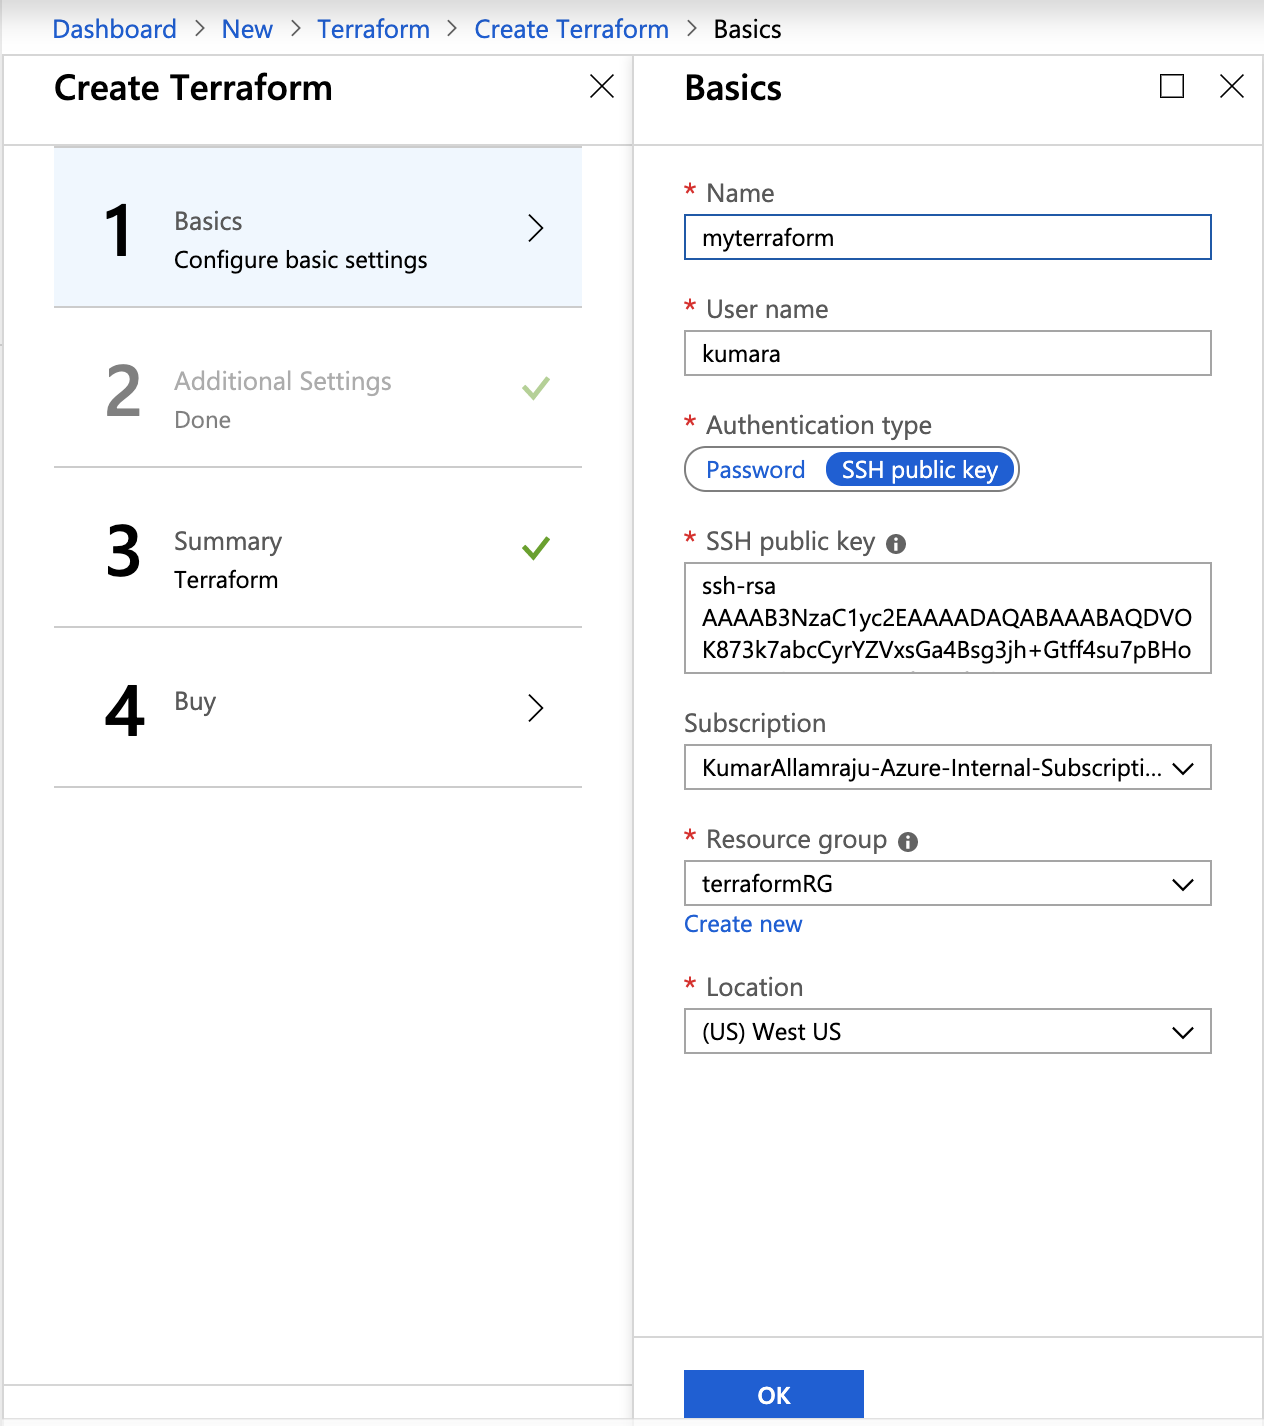 Dashboard > New > Terraform > Create Terraform > Basics
Create Terraform
1
Basics
Configure basic settings
2
Additional Settings
Done
3
Summary
Terraform
4
Buy
Basics
* Name
myterraform
* User name
kumara
* Authentication type
Password SSH public key
* SSH public key
ssh-rsa
AAAAB3NzaC1yc2EAAAADAQABAAABAQDVO
K873k7abcCyrYZVxsGa4Bsg3jh+Gtff4su7pBHo
Subscription
KumarAllamraju-Azure-Internal-Subscripti...
* Resource group
terraformRG
Create new
* Location
(US) West US
OK